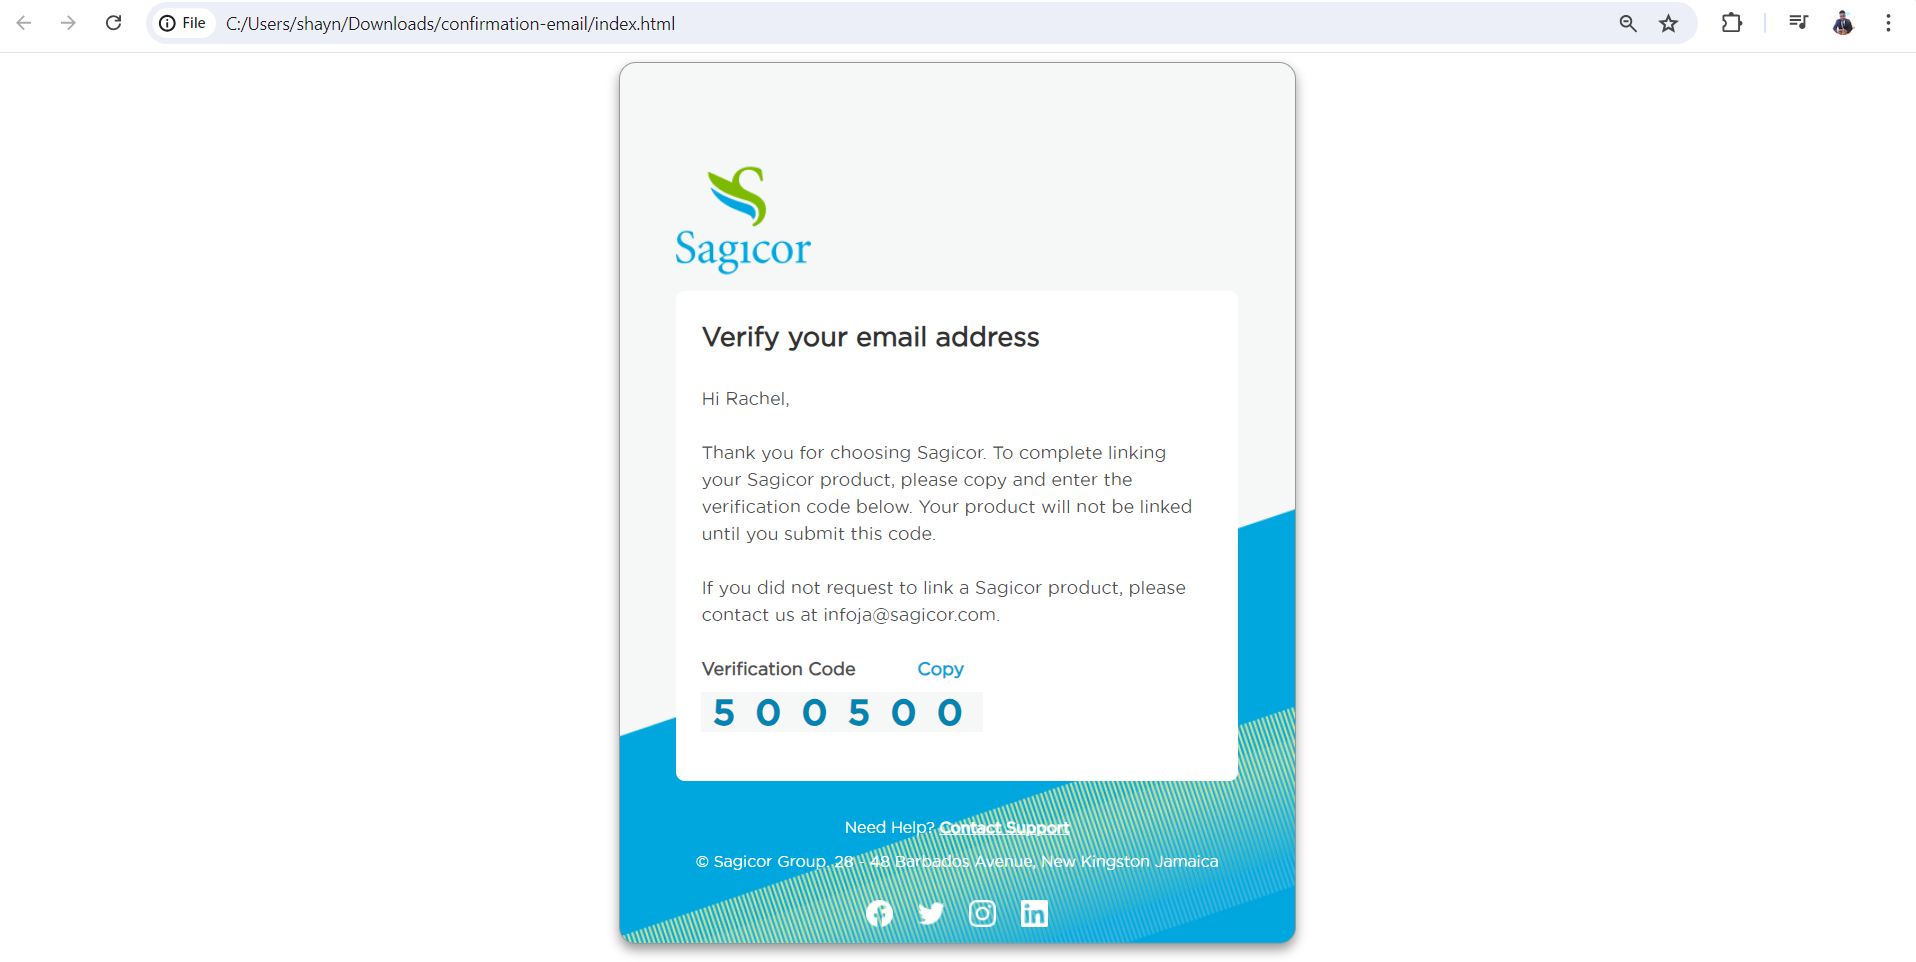 File C:/Users/shayn/Downloads/confirmation-email/index.html
Sagicor
Verify your email address
Hi Rachel,
Thank you for choosing Sagicor. To complete linking
your Sagicor product, please copy and enter the
verification code below. Your product will not be linked
until you submit this code.
If you did not request to link a Sagicor product, please
contact us at infoja@sagicor.com.
Verification Code Copy
5 0 0 5 0 0
Need Help? Contact Support
© Sagicor Group, 28 - 48 Barbados Avenue, New Kingston Jamaica